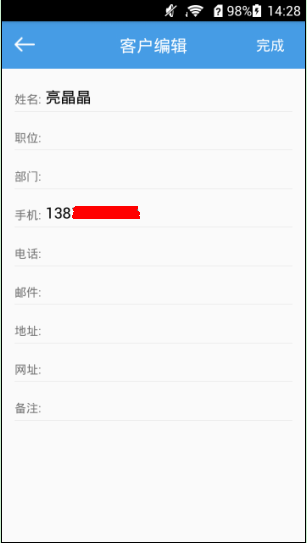 98% 14:28
客户编辑 完成
姓名: 亮晶晶
职位:
部门:
手机: 138
电话:
邮件:
地址:
网址:
备注: